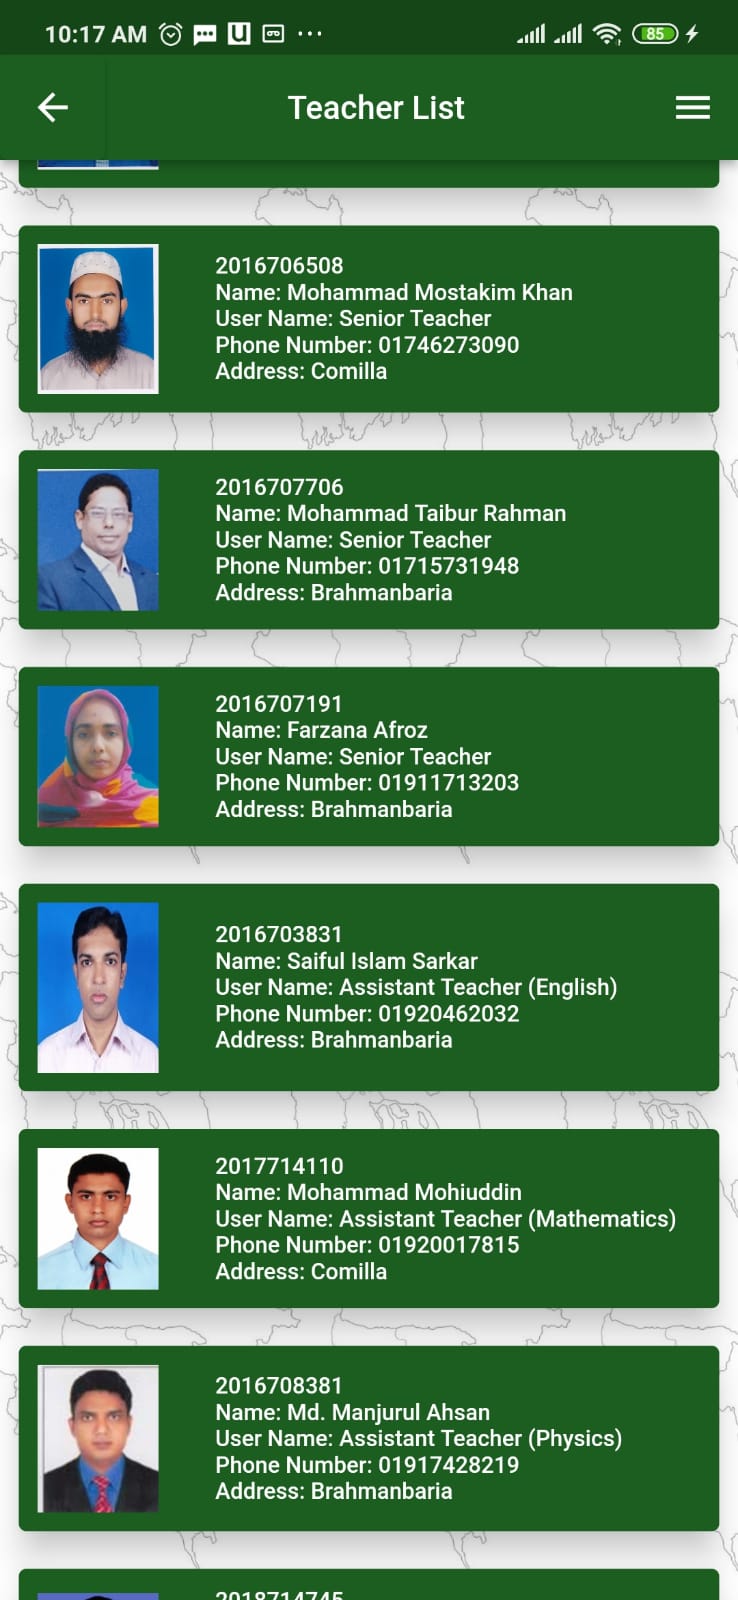 10:17 AM
85
Teacher List
2016706508
Name: Mohammad Mostakim Khan
User Name: Senior Teacher
Phone Number: 01746273090
Address: Comilla
2016707706
Name: Mohammad Taibur Rahman
User Name: Senior Teacher
Phone Number: 01715731948
Address: Brahmanbaria
2016707191
Name: Farzana Afroz
User Name: Senior Teacher
Phone Number: 01911713203
Address: Brahmanbaria
2016703831
Name: Saiful Islam Sarkar
User Name: Assistant Teacher (English)
Phone Number: 01920462032
Address: Brahmanbaria
2017714110
Name: Mohammad Mohiuddin
User Name: Assistant Teacher (Mathematics)
Phone Number: 01920017815
Address: Comilla
2016708381
Name: Md. Manjurul Ahsan
User Name: Assistant Teacher (Physics)
Phone Number: 01917428219
Address: Brahmanbaria